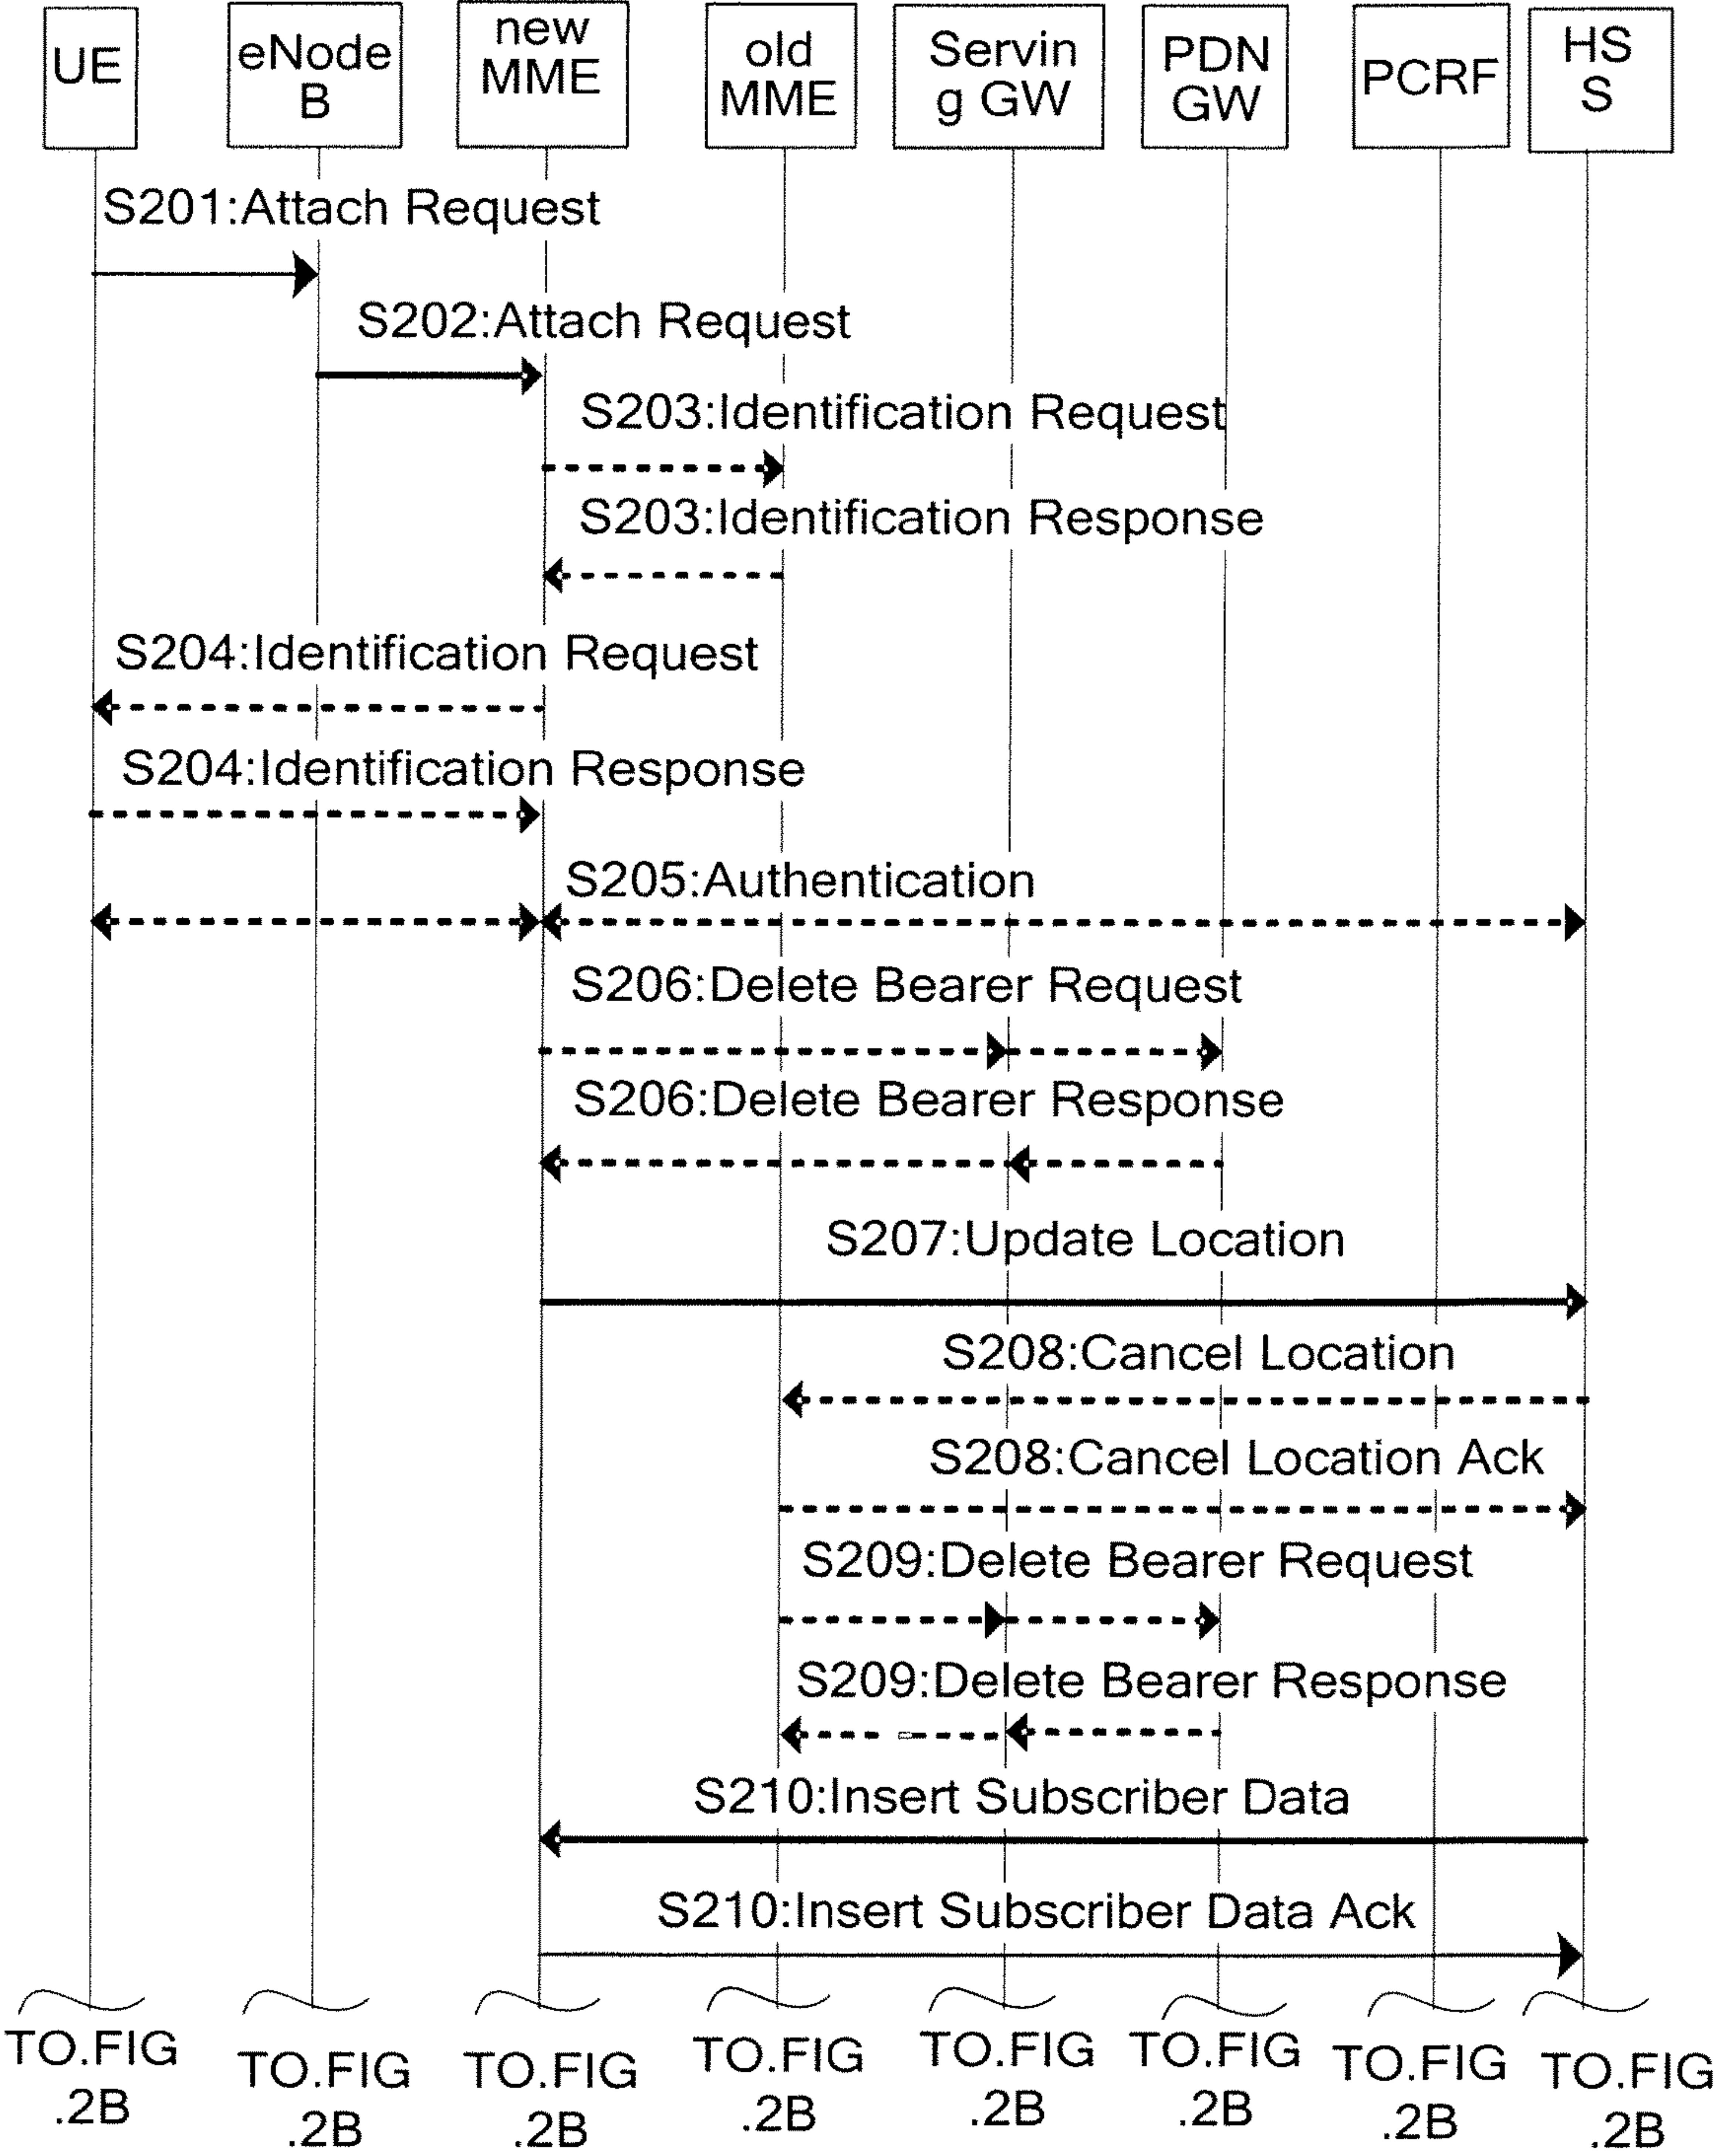 UE
eNode
B
new
MME
old
MME
Servin
g GW
PDN
GW
PCRF
HS
S
S201:Attach Request
S202:Attach Request
S203:Identification Request
S203:Identification Response
S204:Identification Request
S204:Identification Response
S205:Authentication
S206:Delete Bearer Request
S206:Delete Bearer Response
S207:Update Location
S208:Cancel Location
S208:Cancel Location Ack
S209:Delete Bearer Request
S209:Delete Bearer Response
S210:Insert Subscriber Data
S210:Insert Subscriber Data Ack
TO.FIG
.2B
TO.FIG
.2B
TO.FIG
.2B
TO.FIG
.2B
TO.FIG
.2B
TO.FIG
.2B
TO.FIG
.2B
TO.FIG
.2B